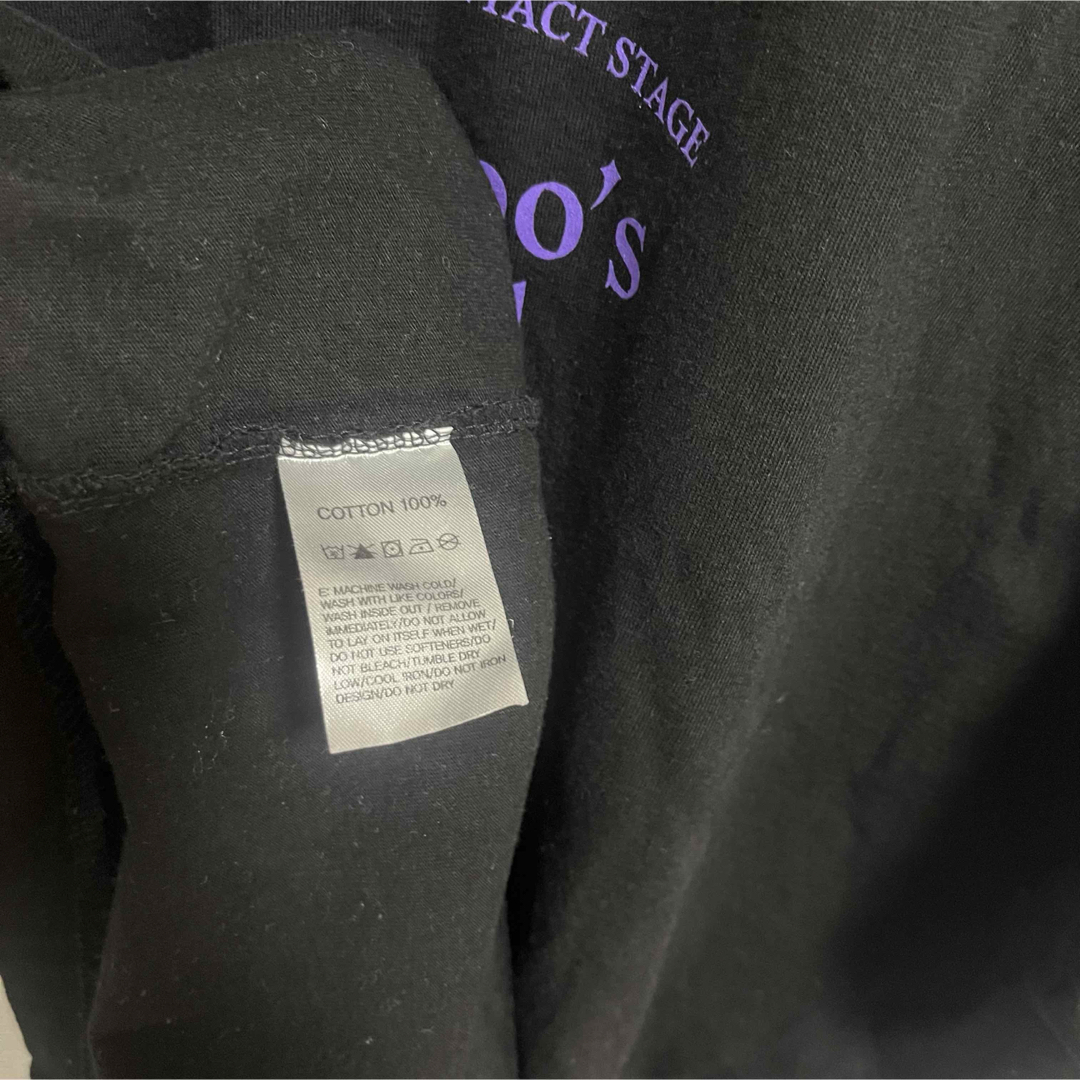 STAGE
O'S
COTTON 100%
E' MACHINE WASH COLD/
WASH WITH LIKE COLORS/
WASH INSIDE OUT / REMOVE
IMMEDIATELY/DO NOT ALLOW
TO LAY ON ITSELF WHEN WET/
DO NOT USE SOFTENERS/DO
NOT BLEACH/TUMBLE DRY
LOW/COOL IRON/DO NOT IRON
DESIGN/DO NOT DRY